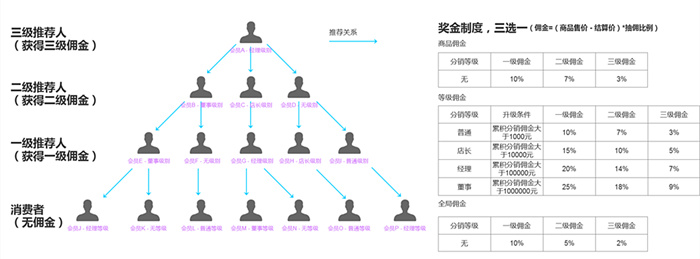 三级推荐人
（获得三级佣金）
推荐关系
会员A - 经理级别
二级推荐人
（获得二级佣金）
会员B - 董事级别
会员C - 店长级别
会员D - 无级别
一级推荐人
（获得一级佣金）
会员E - 董事级别
会员F - 无级别
会员G - 经理级别
会员H - 店长级别
会员I - 普通级别
消费者
（无佣金）
会员J - 经理等级
会员K - 无等级
会员L - 普通等级
会员M - 董事等级
会员N - 无等级
会员O - 普通等级
会员P - 经理等级
奖金制度，三选一（佣金=（商品售价 - 结算价）*抽佣比例）
商品佣金
分销等级 一级佣金 二级佣金 三级佣金
无 10% 7% 3%
等级佣金
分销等级 升级条件 一级佣金 二级佣金 三级佣金
普通 累积分销佣金大于1000元 10% 7% 3%
店长 累积分销佣金大于10000元 15% 10% 5%
经理 累积分销佣金大于100000元 20% 14% 7%
董事 累积分销佣金大于1000000元 25% 18% 9%
全局佣金
分销等级 一级佣金 二级佣金 三级佣金
无 10% 5% 2%